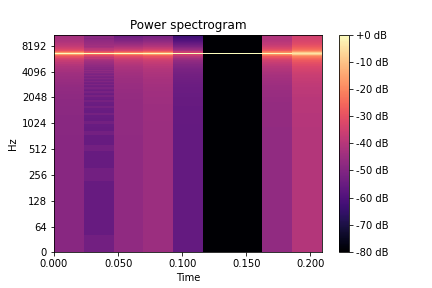 Power spectrogram
8192
4096
2048
1024
512
256
128
64
0
Hz
0.000
0.050
0.100
0.150
0.200
Time
+0 dB
-10 dB
-20 dB
-30 dB
-40 dB
-50 dB
-60 dB
-70 dB
-80 dB